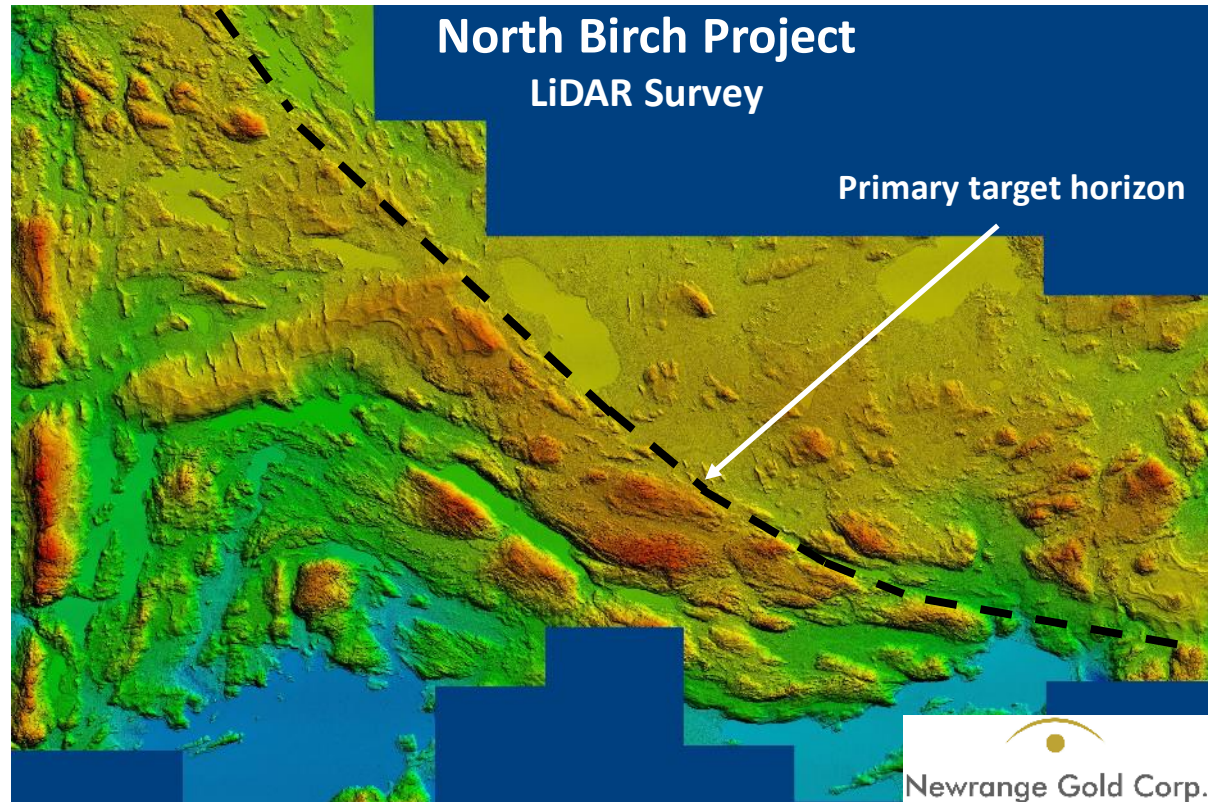 North Birch Project
LiDAR Survey
Primary target horizon
Newrange Gold Corp.